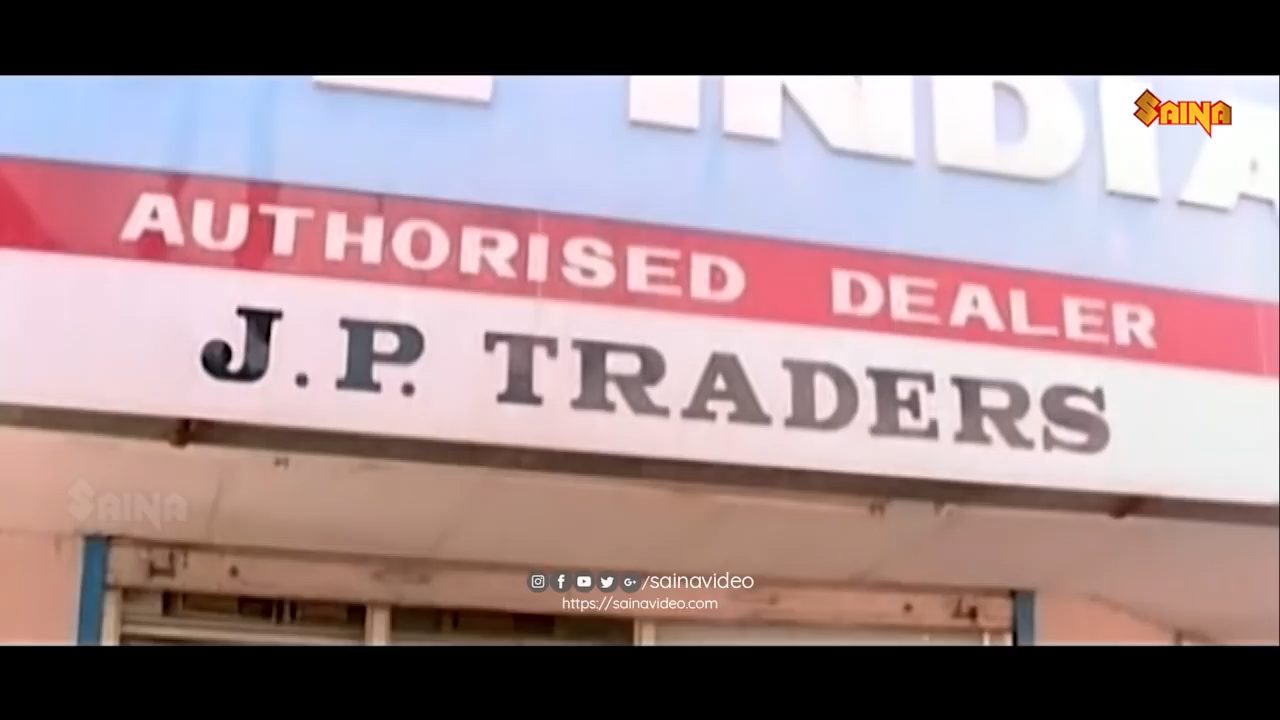 INDIA
SAINA
AUTHORISED DEALER
J.P. TRADERS
SAINA
/sainavideo
https://sainavideo.com